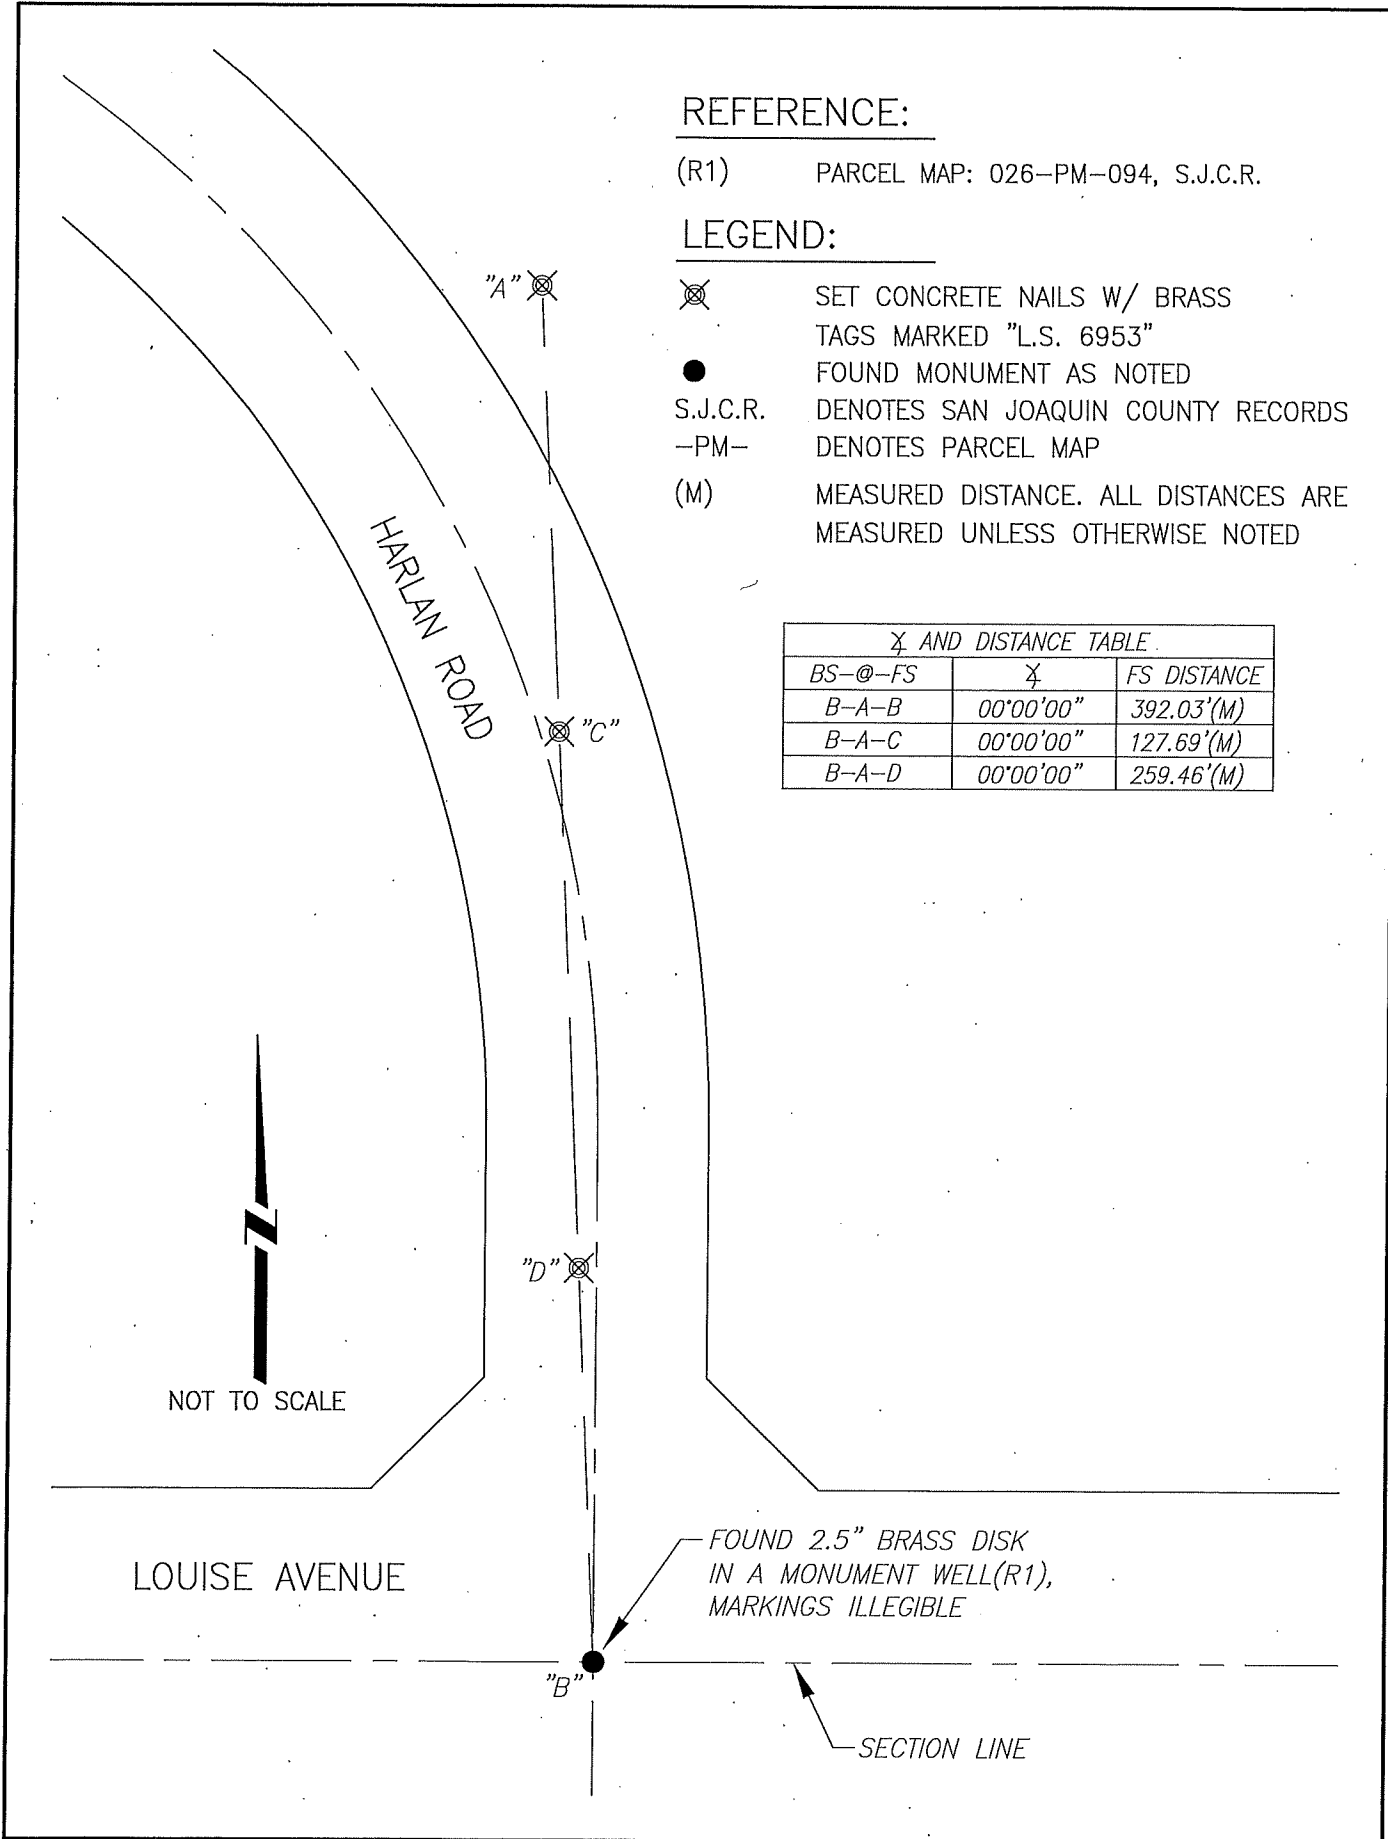 REFERENCE:
(R1) PARCEL MAP: 026-PM-094, S.J.C.R.
LEGEND:
SET CONCRETE NAILS W/ BRASS
TAGS MARKED "L.S. 6953"
FOUND MONUMENT AS NOTED
S.J.C.R. DENOTES SAN JOAQUIN COUNTY RECORDS
-PM- DENOTES PARCEL MAP
(M) MEASURED DISTANCE. ALL DISTANCES ARE
MEASURED UNLESS OTHERWISE NOTED
"A"
HARLAN ROAD
"C"
AND DISTANCE TABLE
BS-@-FS FS DISTANCE
B-A-B 00°00'00" 392.03'(M)
B-A-C 00°00'00" 127.69'(M)
B-A-D 00°00'00" 259.46'(M)
"D"
NOT TO SCALE
LOUISE AVENUE
FOUND 2.5" BRASS DISK
IN A MONUMENT WELL(R1),
MARKINGS ILLEGIBLE
"B"
SECTION LINE